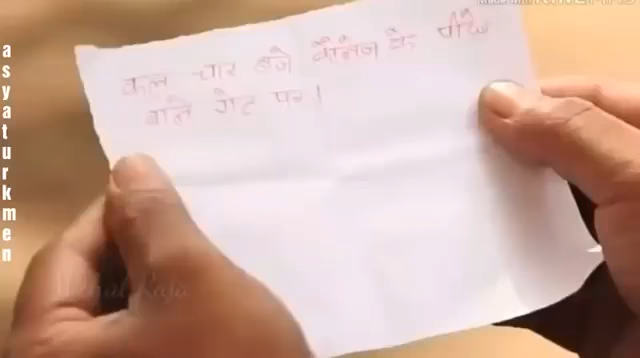 कल चार बजे कॉलेज के पीछे
वाले गेट पर।
asyaturkmen